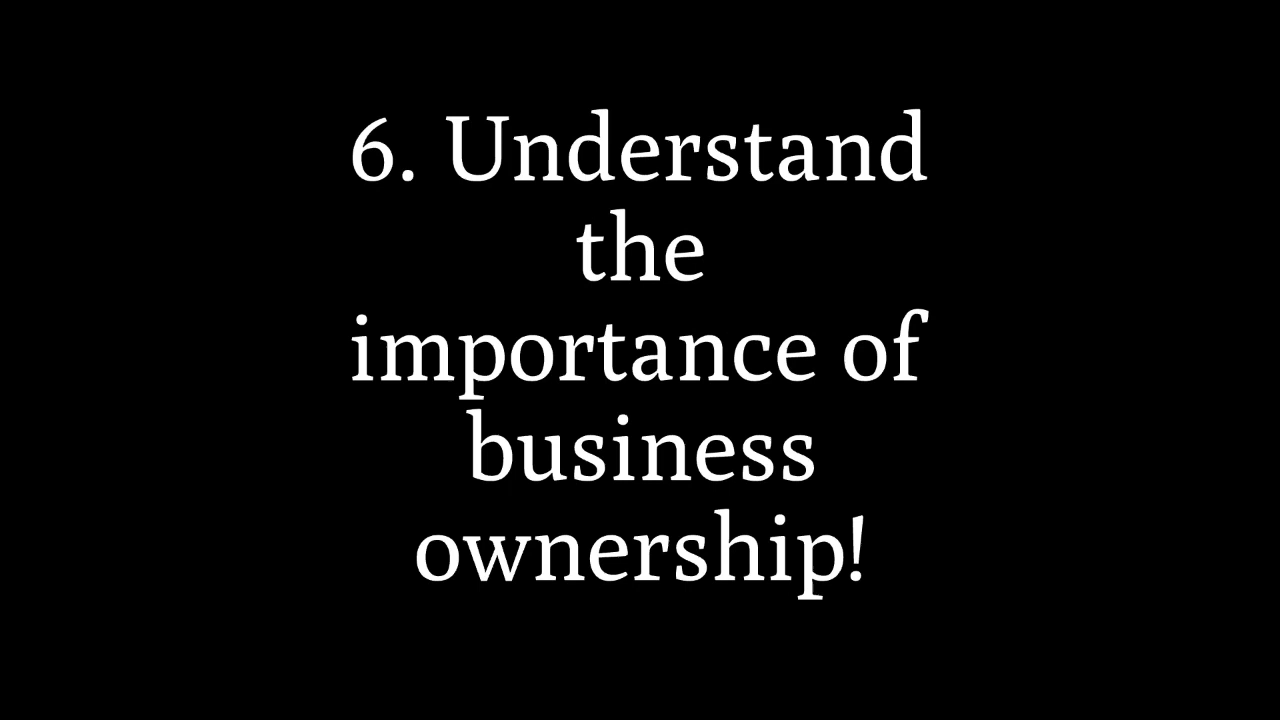 6. Understand
the
importance of
business
ownership!